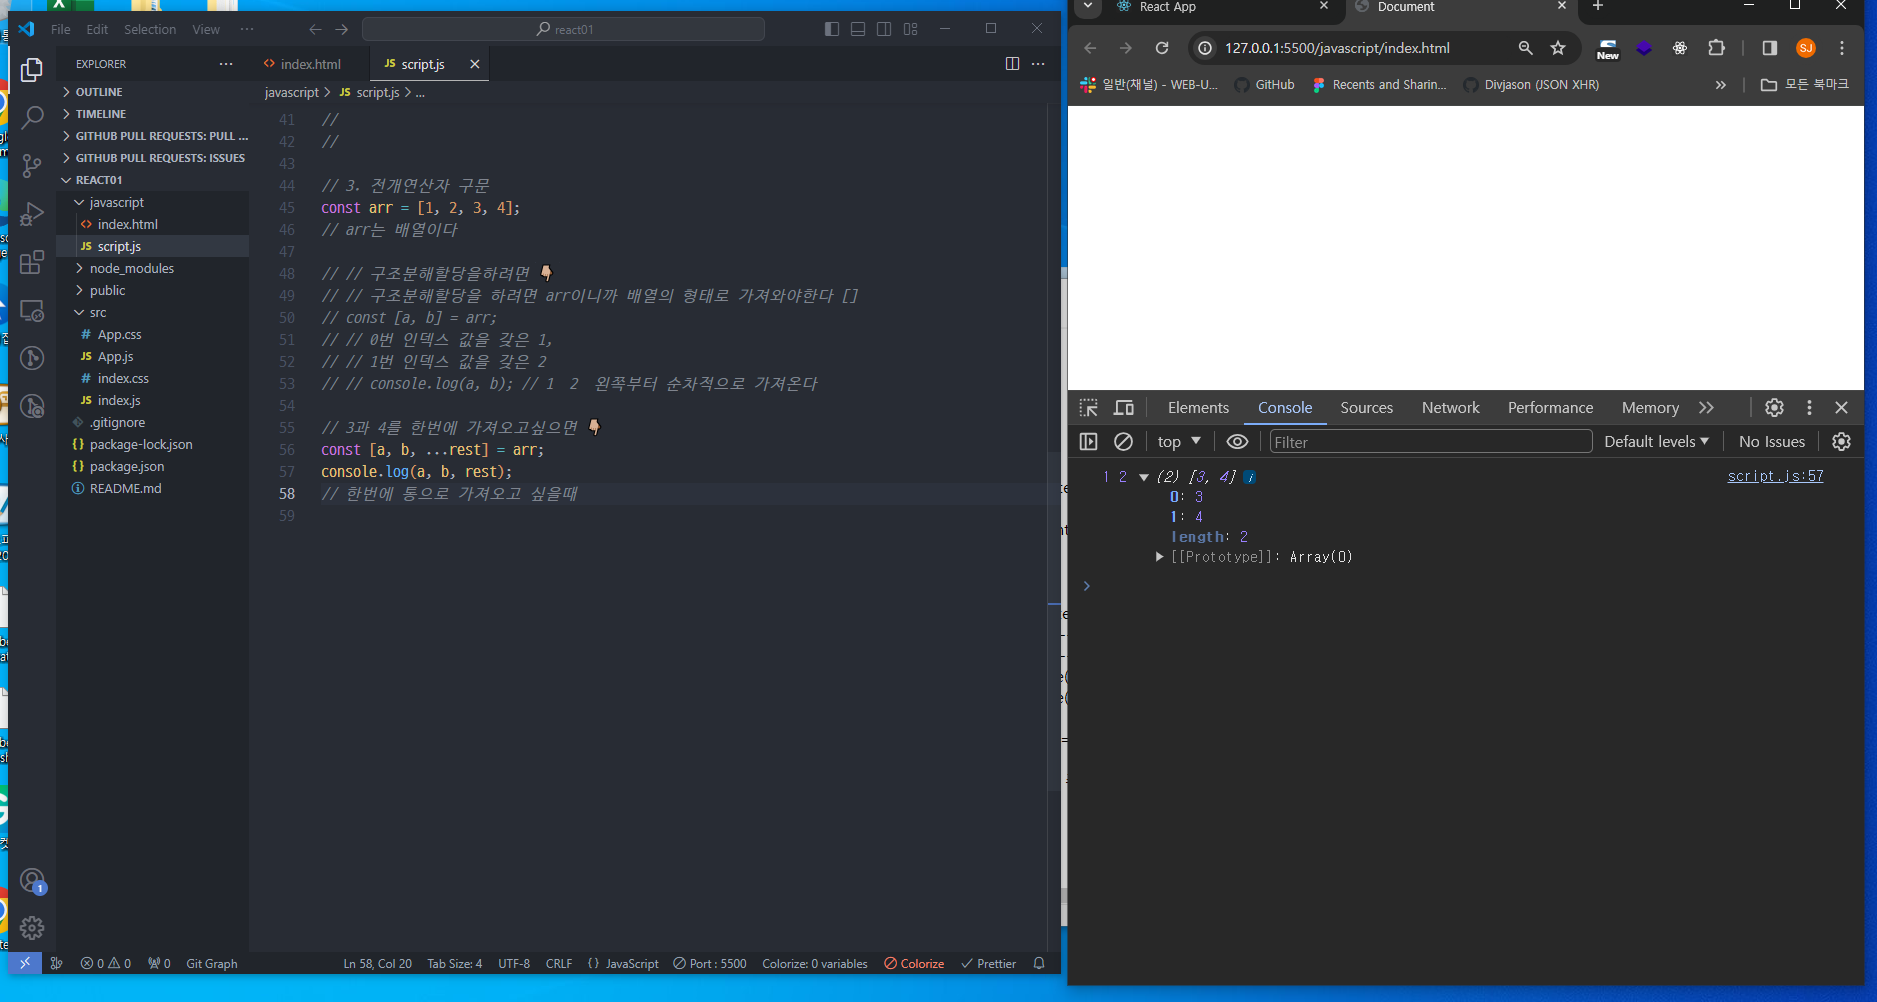 File Edit Selection View ··· react01
EXPLORER ···
OUTLINE
TIMELINE
GITHUB PULL REQUESTS: PULL ...
GITHUB PULL REQUESTS: ISSUES
REACT01
javascript
index.html
JS script.js
node_modules
public
src
# App.css
JS App.js
# index.css
JS index.js
.gitignore
{} package-lock.json
{} package.json
README.md
1
index.html JS script.js
javascript > JS script.js > ...
41 //
42 //
43
44 // 3. 전개연산자 구문
45 const arr = [1, 2, 3, 4];
46 // arr는 배열이다
47
48 // // 구조분해할당을하려면 👇
49 // // 구조분해할당을 하려면 arr이니까 배열의 형태로 가져와야한다 []
50 // const [a, b] = arr;
51 // // 0번 인덱스 값을 갖은 1,
52 // // 1번 인덱스 값을 갖은 2
53 // // console.log(a, b); // 1 2 왼쪽부터 순차적으로 가져온다
54
55 // 3과 4를 한번에 가져오고싶으면 👇
56 const [a, b, ...rest] = arr;
57 console.log(a, b, rest);
58 // 한번에 통으로 가져오고 싶을때
59
0 0 0 Git Graph Ln 58, Col 20 Tab Size: 4 UTF-8 CRLF {} JavaScript Port : 5500 Colorize: 0 variables Colorize Prettier
React App Document
127.0.0.1:5500/javascript/index.html New SJ
일반(채널) - WEB-U... GitHub Recents and Sharin... Divjason (JSON XHR) » 모든 북마크
Elements Console Sources Network Performance Memory
top Filter Default levels No Issues
1 2 (2) [3, 4] i script.js:57
0: 3
1: 4
length: 2
[[Prototype]]: Array(0)